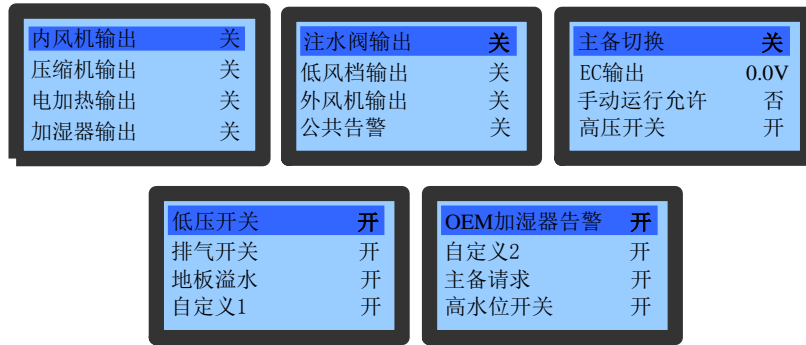 内风机输出 关
压缩机输出 关
电加热输出 关
加湿器输出 关
注水阀输出 关
低风档输出 关
外风机输出 关
公共告警 关
主备切换 关
EC输出 0.0V
手动运行允许 否
高压开关 开
低压开关 开
排气开关 开
地板溢水 开
自定义1 开
OEM加湿器告警 开
自定义2 开
主备请求 开
高水位开关 开